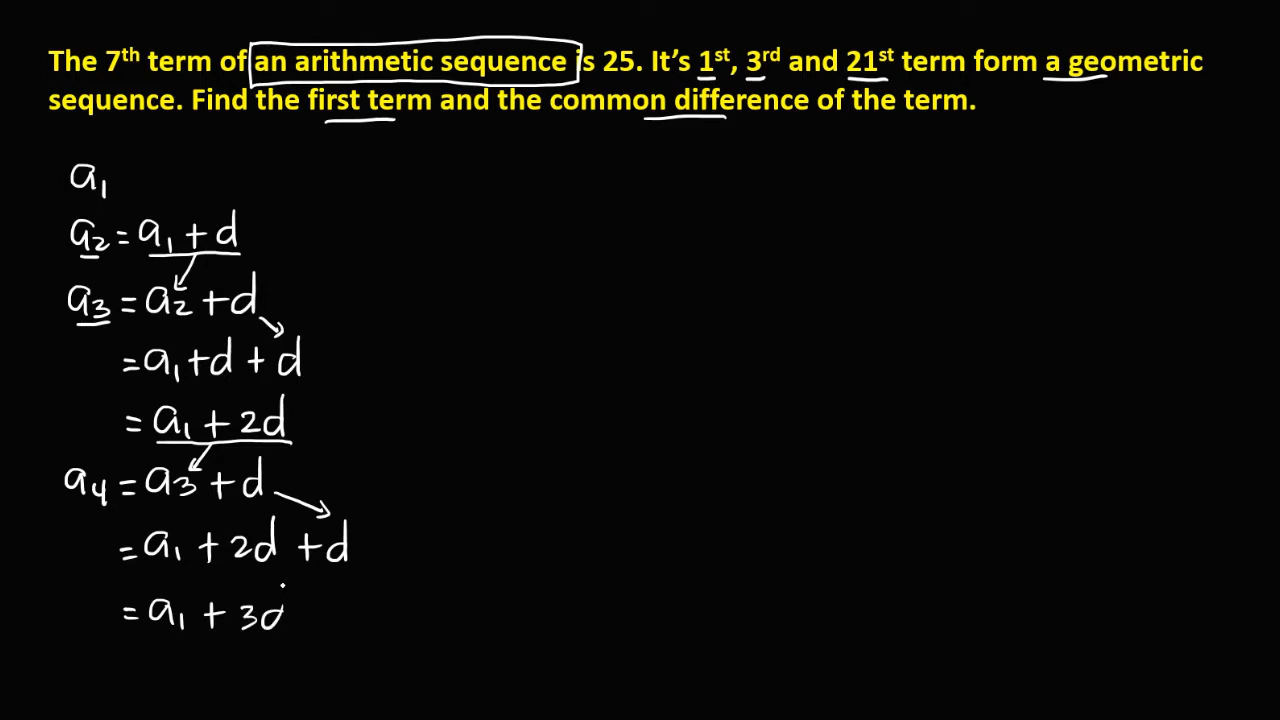 The 7th term of an arithmetic sequence is 25. It's 1st, 3rd and 21st term form a geometric
sequence. Find the first term and the common difference of the term.
a₁
a₂ = a₁ + d
a₃ = a₂ + d
= a₁ + d + d
= a₁ + 2d
a₄ = a₃ + d
= a₁ + 2d + d
= a₁ + 3d